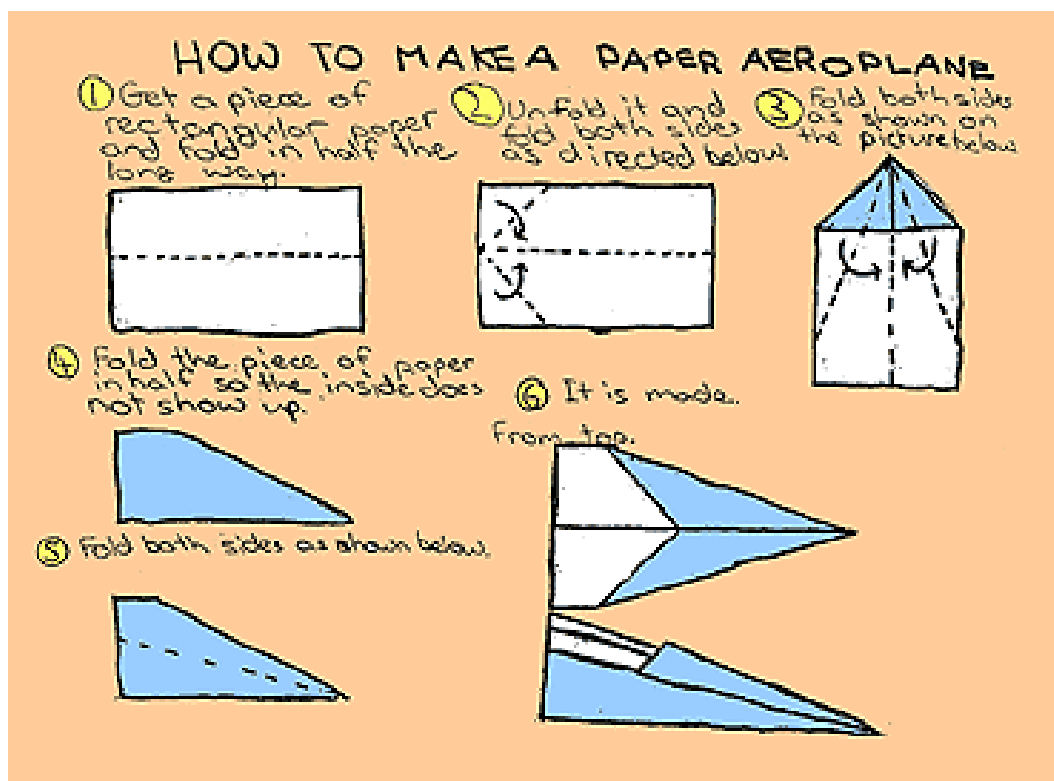 HOW TO MAKE A PAPER AEROPLANE
1 Get a piece of
rectangular paper
and fold in half the
long way.
2 Unfold it and
fold both sides
as directed below
3 Fold both sides
as shown on
the picture below
4 Fold the piece of paper
in half so the inside does
not show up.
5 Fold both sides as shown below.
6 It is made.
From top.